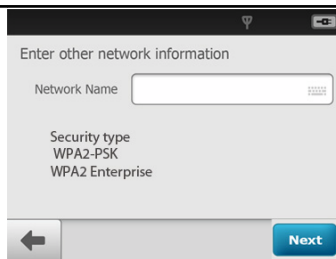 Enter other network information
Network Name
Security type
WPA2-PSK
WPA2 Enterprise
Next